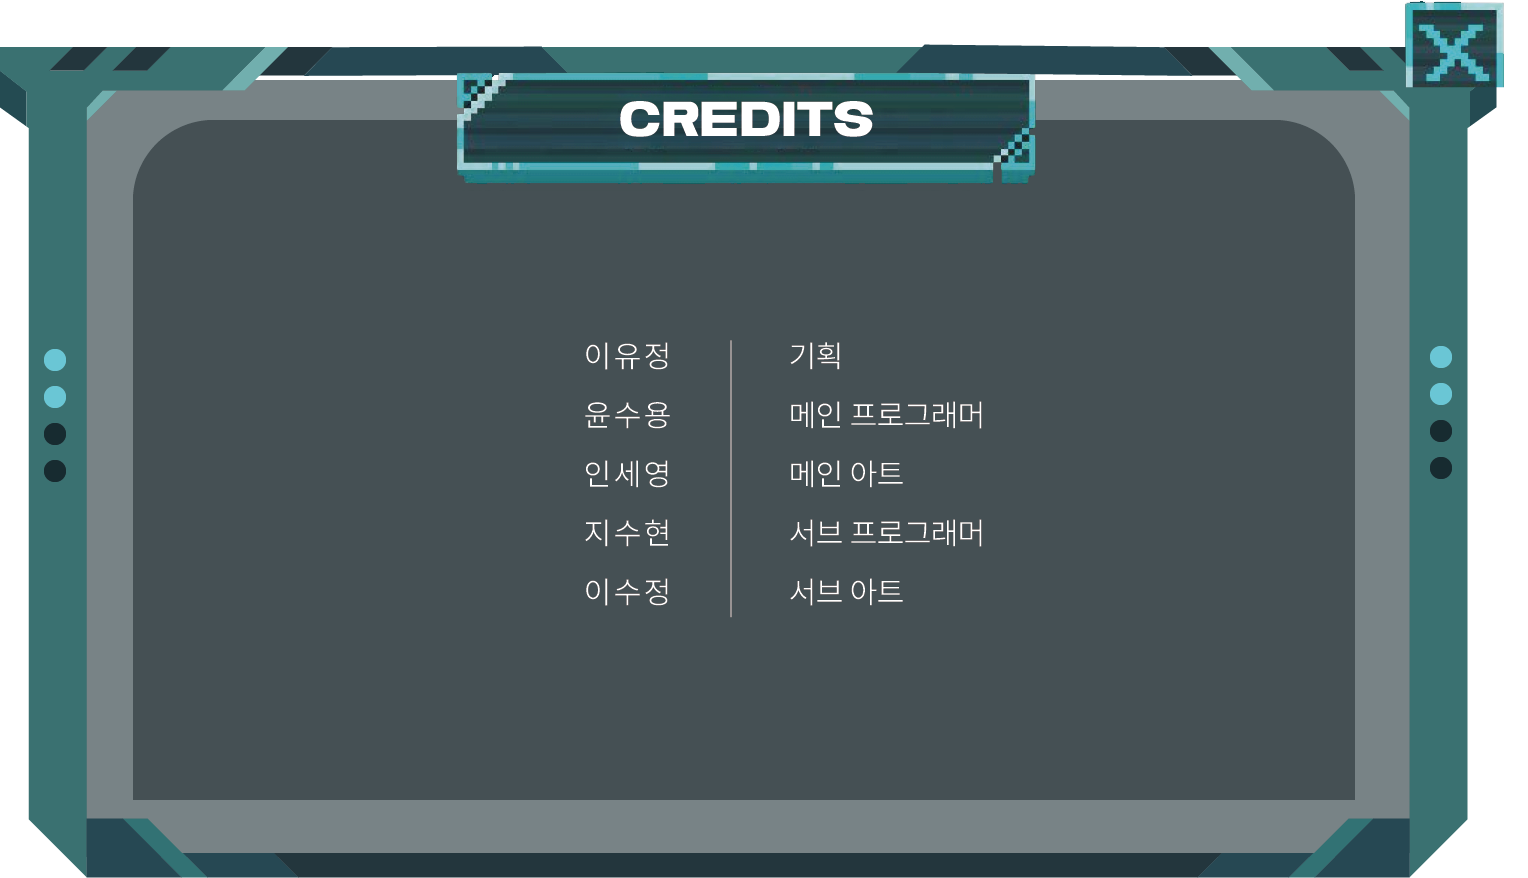 CREDITS
이유정 기획
윤수용 메인 프로그래머
인세영 메인 아트
지수현 서브 프로그래머
이수정 서브 아트